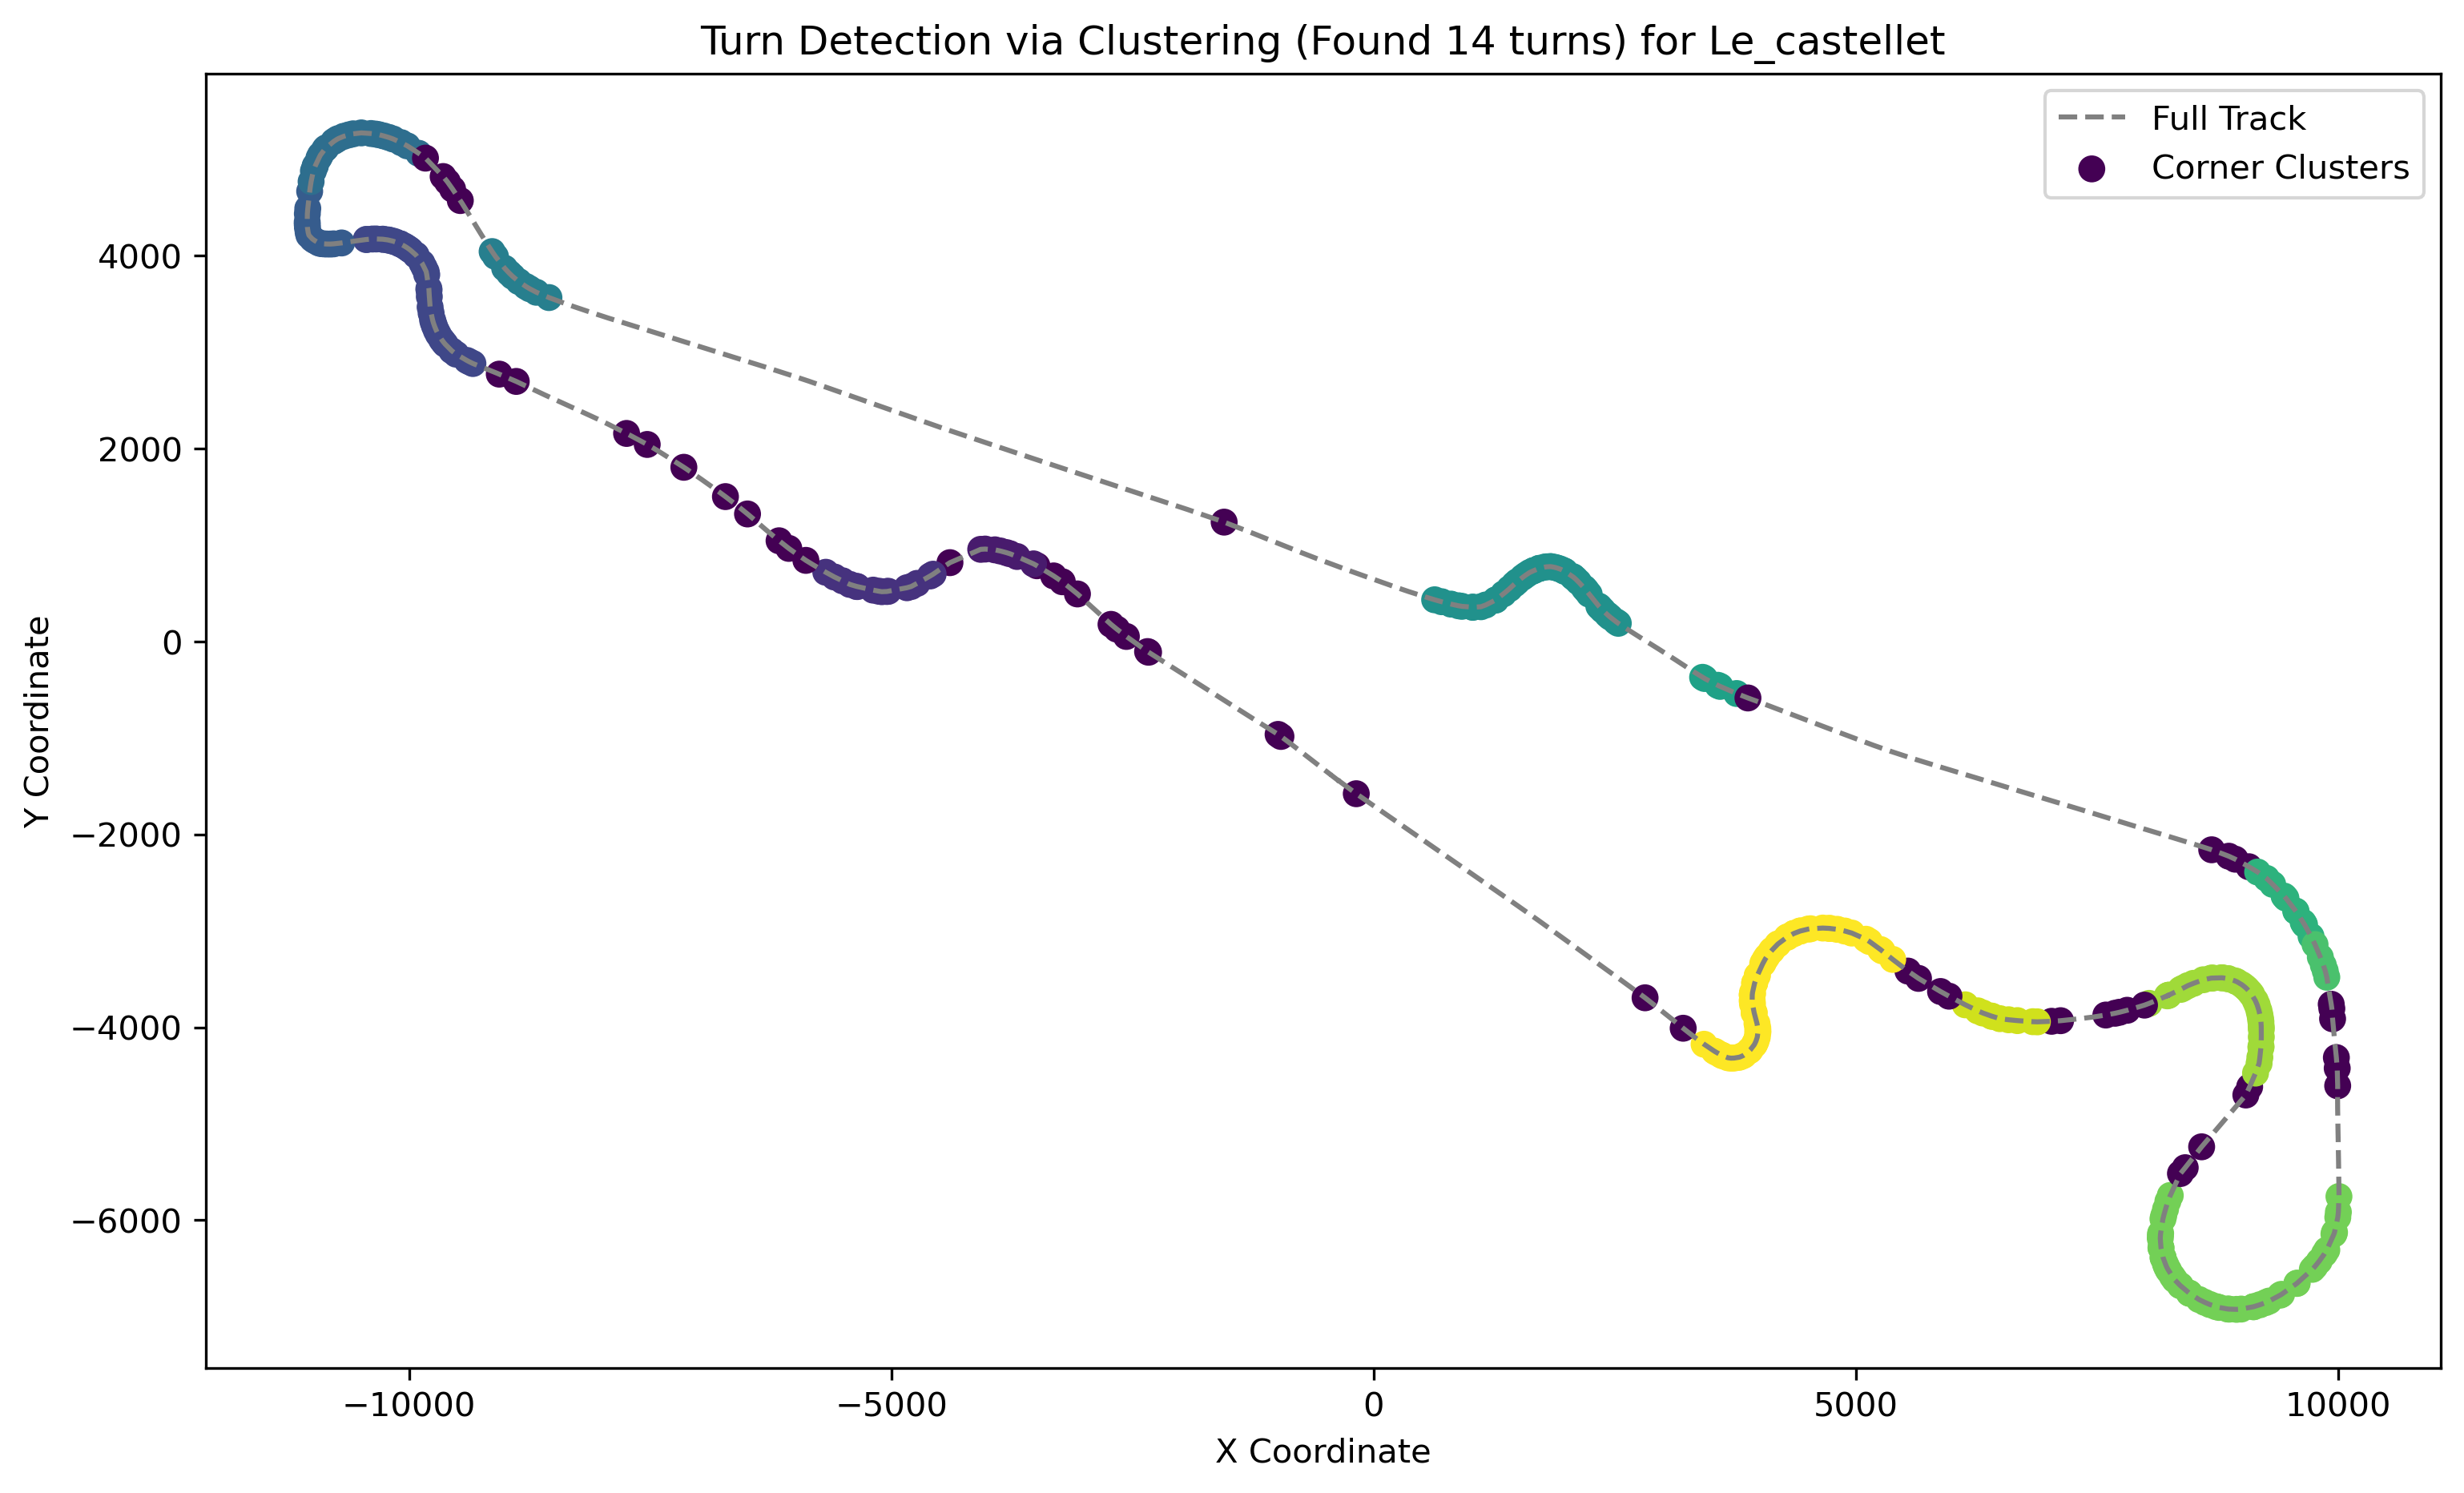 Turn Detection via Clustering (Found 14 turns) for Le_castellet
Full Track
Corner Clusters
4000
2000
0
−2000
−4000
−6000
Y Coordinate
−10000
−5000
0
5000
10000
X Coordinate